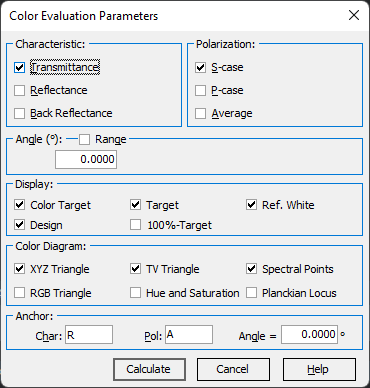 Color Evaluation Parameters
Characteristic:
Transmittance
Reflectance
Back Reflectance
Polarization:
S-case
P-case
Average
Angle (º): Range
0.0000
Display:
Color Target Target Ref. White
Design 100%-Target
Color Diagram:
XYZ Triangle TV Triangle Spectral Points
RGB Triangle Hue and Saturation Planckian Locus
Anchor:
Char: R Pol: A Angle = 0.0000 º
Calculate Cancel Help